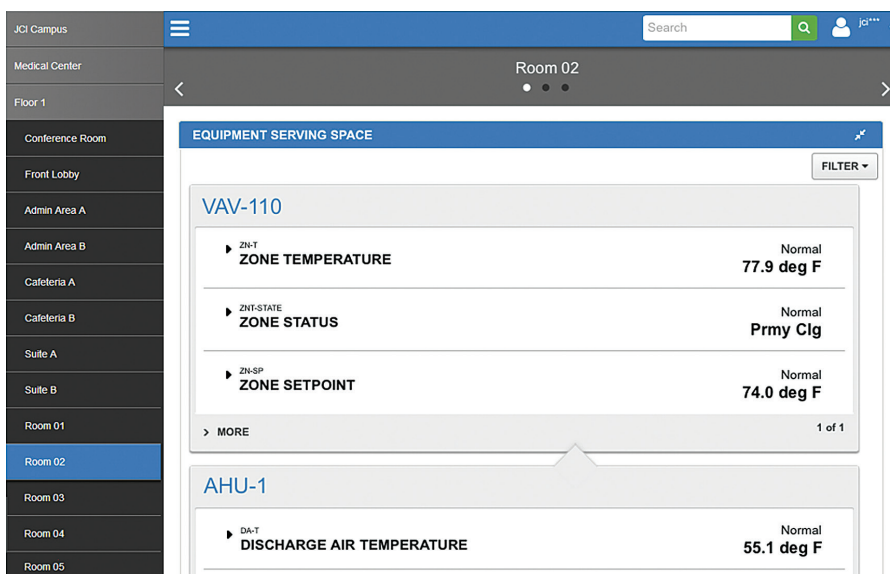 JCI Campus
Medical Center
Floor 1
Conference Room
Front Lobby
Admin Area A
Admin Area B
Cafeteria A
Cafeteria B
Suite A
Suite B
Room 01
Room 02
Room 03
Room 04
Room 05
Search
jci***
Room 02
EQUIPMENT SERVING SPACE
FILTER
VAV-110
ZN-T
ZONE TEMPERATURE
Normal
77.9 deg F
ZNT-STATE
ZONE STATUS
Normal
Prmy Clg
ZN-SP
ZONE SETPOINT
Normal
74.0 deg F
> MORE
1 of 1
AHU-1
DA-T
DISCHARGE AIR TEMPERATURE
Normal
55.1 deg F